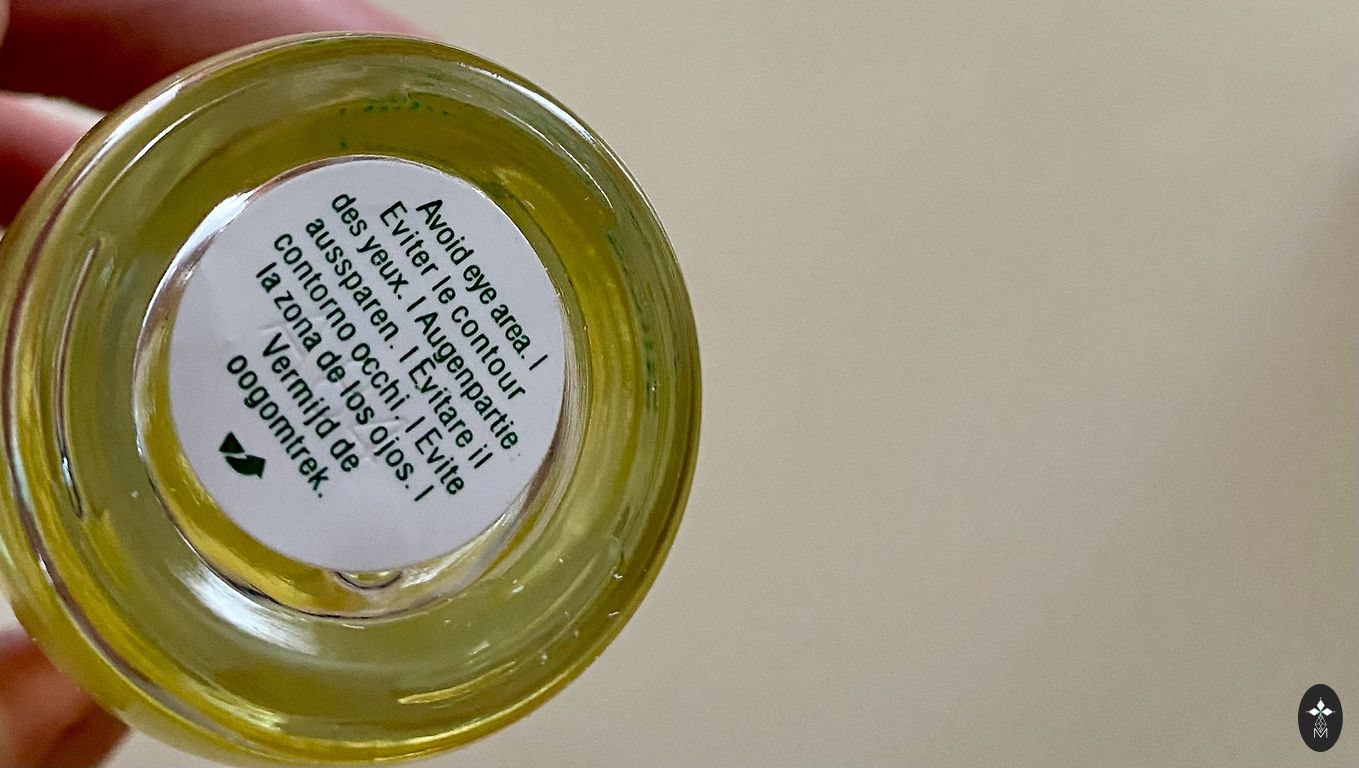 Avoid eye area. I
Eviter le contour
des yeux. I Augenpartie
aussparen. I Evitare il
contorno occhi. I Evite
la zona de los ojos. I
Vermijd de
oogomtrek.
M